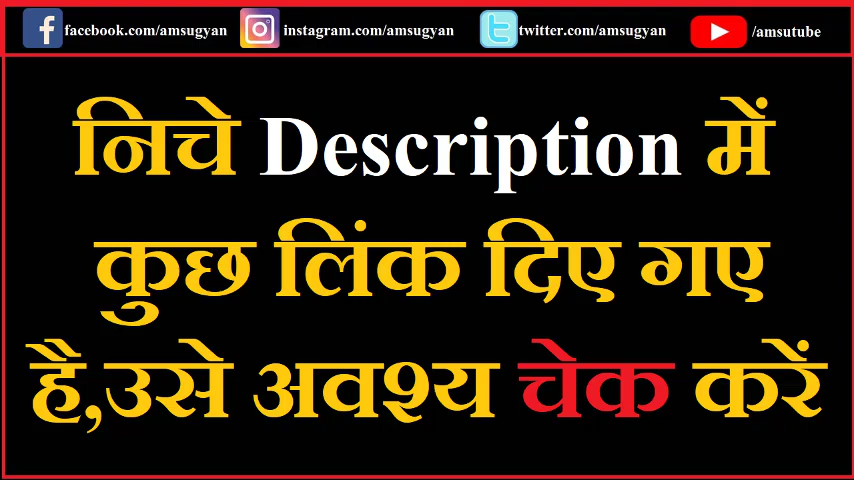 facebook.com/amsugyan instagram.com/amsugyan twitter.com/amsugyan /amsutube
निचे Description में
कुछ लिंक दिए गए
है,उसे अवश्य चेक करें